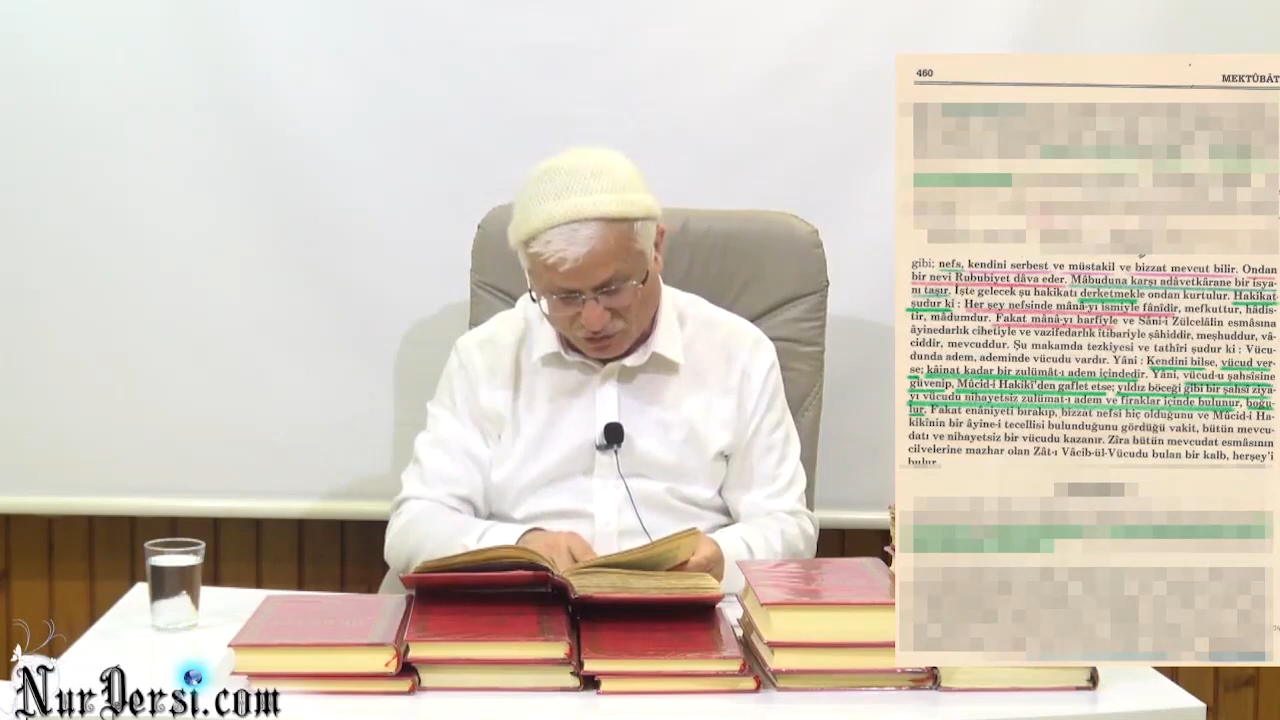 460
MEKTÛBÂT
gibi; nefs, kendini serbest ve müstakil ve bizzat mevcut bilir. Ondan
bir nevi Rububiyet dâva eder. Mâbuduna karşı adâvetkârane bir isya-
nı taşır. İşte gelecek şu hakikatı derketmekle ondan kurtulur. Hakikat
şudur ki : Her şey nefsinde mânâ-yı ismiyle fânîdir, mefkuttur, hâdis-
tir, mâdumdur. Fakat mânâ-yı harfiyle ve Sâni-i Zülcelâlin esmâsına
âyinedarlık cihetiyle ve vazifedarlık itibariyle şâhiddir, meşhuddur, vâ-
ciddir, mevcuddur. Şu makamda tezkiyesi ve tathîri şudur ki : Vücu-
dunda adem, ademinde vücudu vardır. Yâni : Kendini bilse, vücud ver-
se; kâinat kadar bir zulümât-ı adem içindedir. Yâni, vücud-u şahsîsine
güvenip, Mûcid-i Hakikî'den gaflet etse; yıldız böceği gibi bir şahsî ziya-
yı vücudu nihayetsiz zulümat-ı adem ve firaklar içinde bulunur, boğu-
lur. Fakat enâniyeti bırakıp, bizzat nefsi hiç olduğunu ve Mûcid-i Ha-
kikînin bir âyine-i tecellisi bulunduğunu gördüğü vakit, bütün mevcu-
datı ve nihayetsiz bir vücudu kazanır. Zîra bütün mevcudat esmâsının
cilvelerine mazhar olan Zât-ı Vâcib-ül-Vücudu bulan bir kalb, herşey'i
bulur.
NurDersi.com